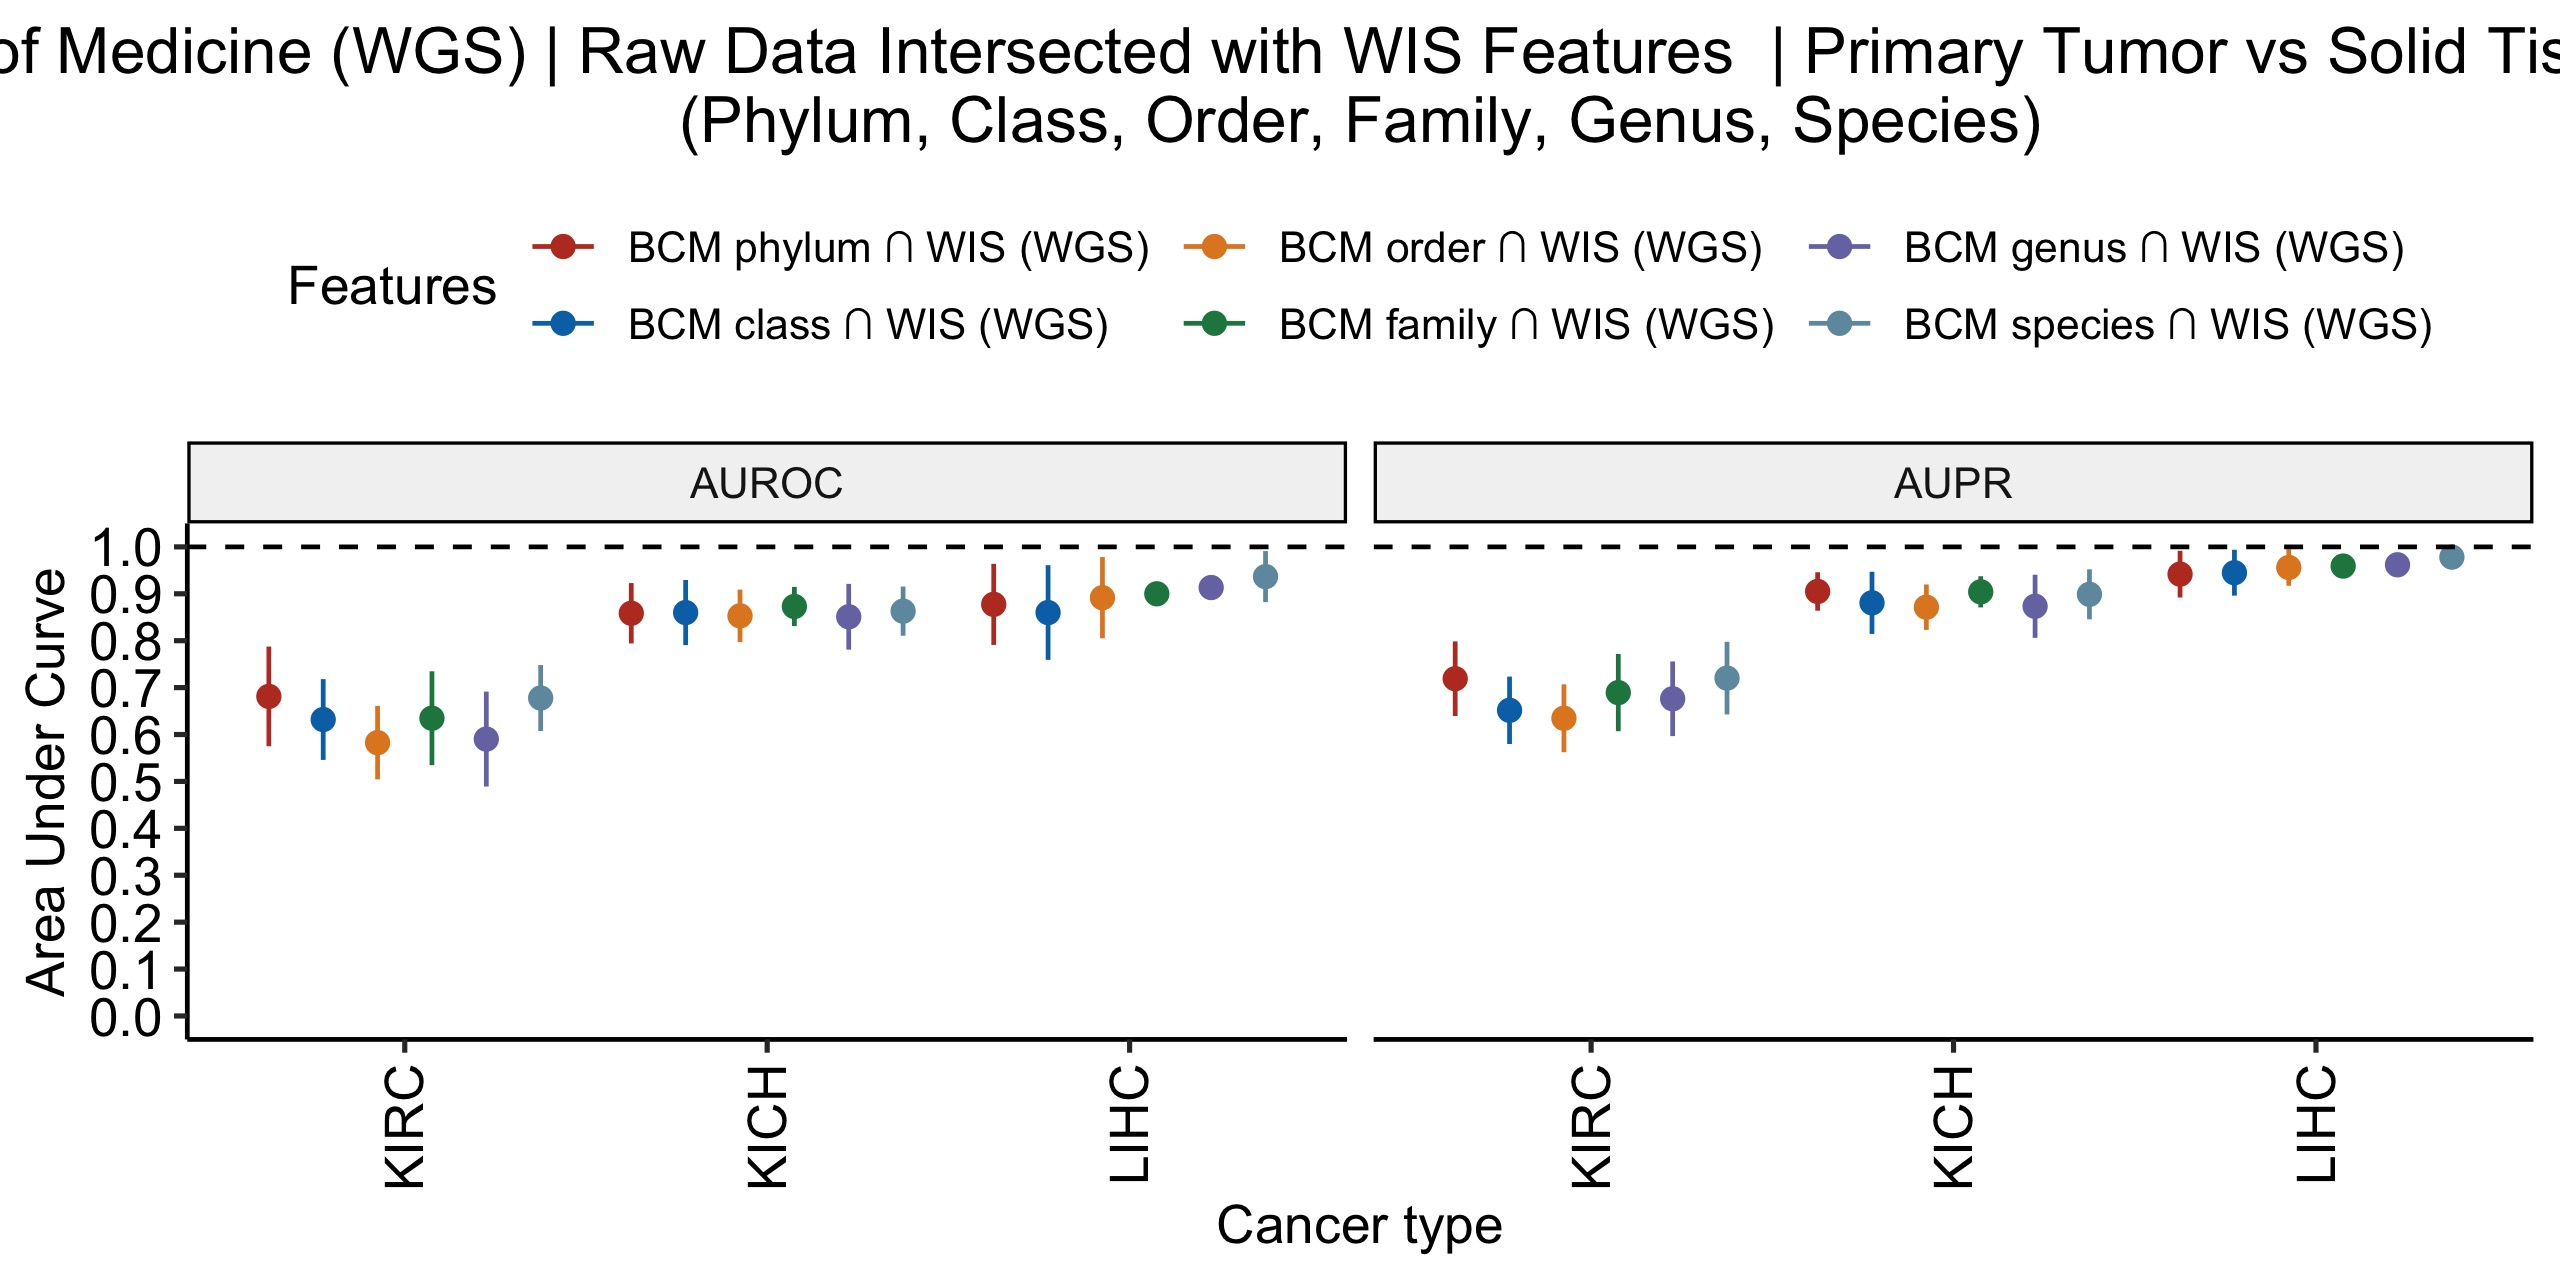 of Medicine (WGS) | Raw Data Intersected with WIS Features | Primary Tumor vs Solid
(Phylum, Class, Order, Family, Genus, Species)
Features
BCM phylum ∩ WIS (WGS)
BCM order ∩ WIS (WGS)
BCM genus ∩ WIS (WGS)
BCM class ∩ WIS (WGS)
BCM family ∩ WIS (WGS)
BCM species ∩ WIS (WGS)
AUROC
AUPR
Area Under Curve
1.0
0.9
0.8
0.7
0.6
0.5
0.4
0.3
0.2
0.1
0.0
KIRC
KICH
LIHC
KIRC
KICH
LIHC
Cancer type